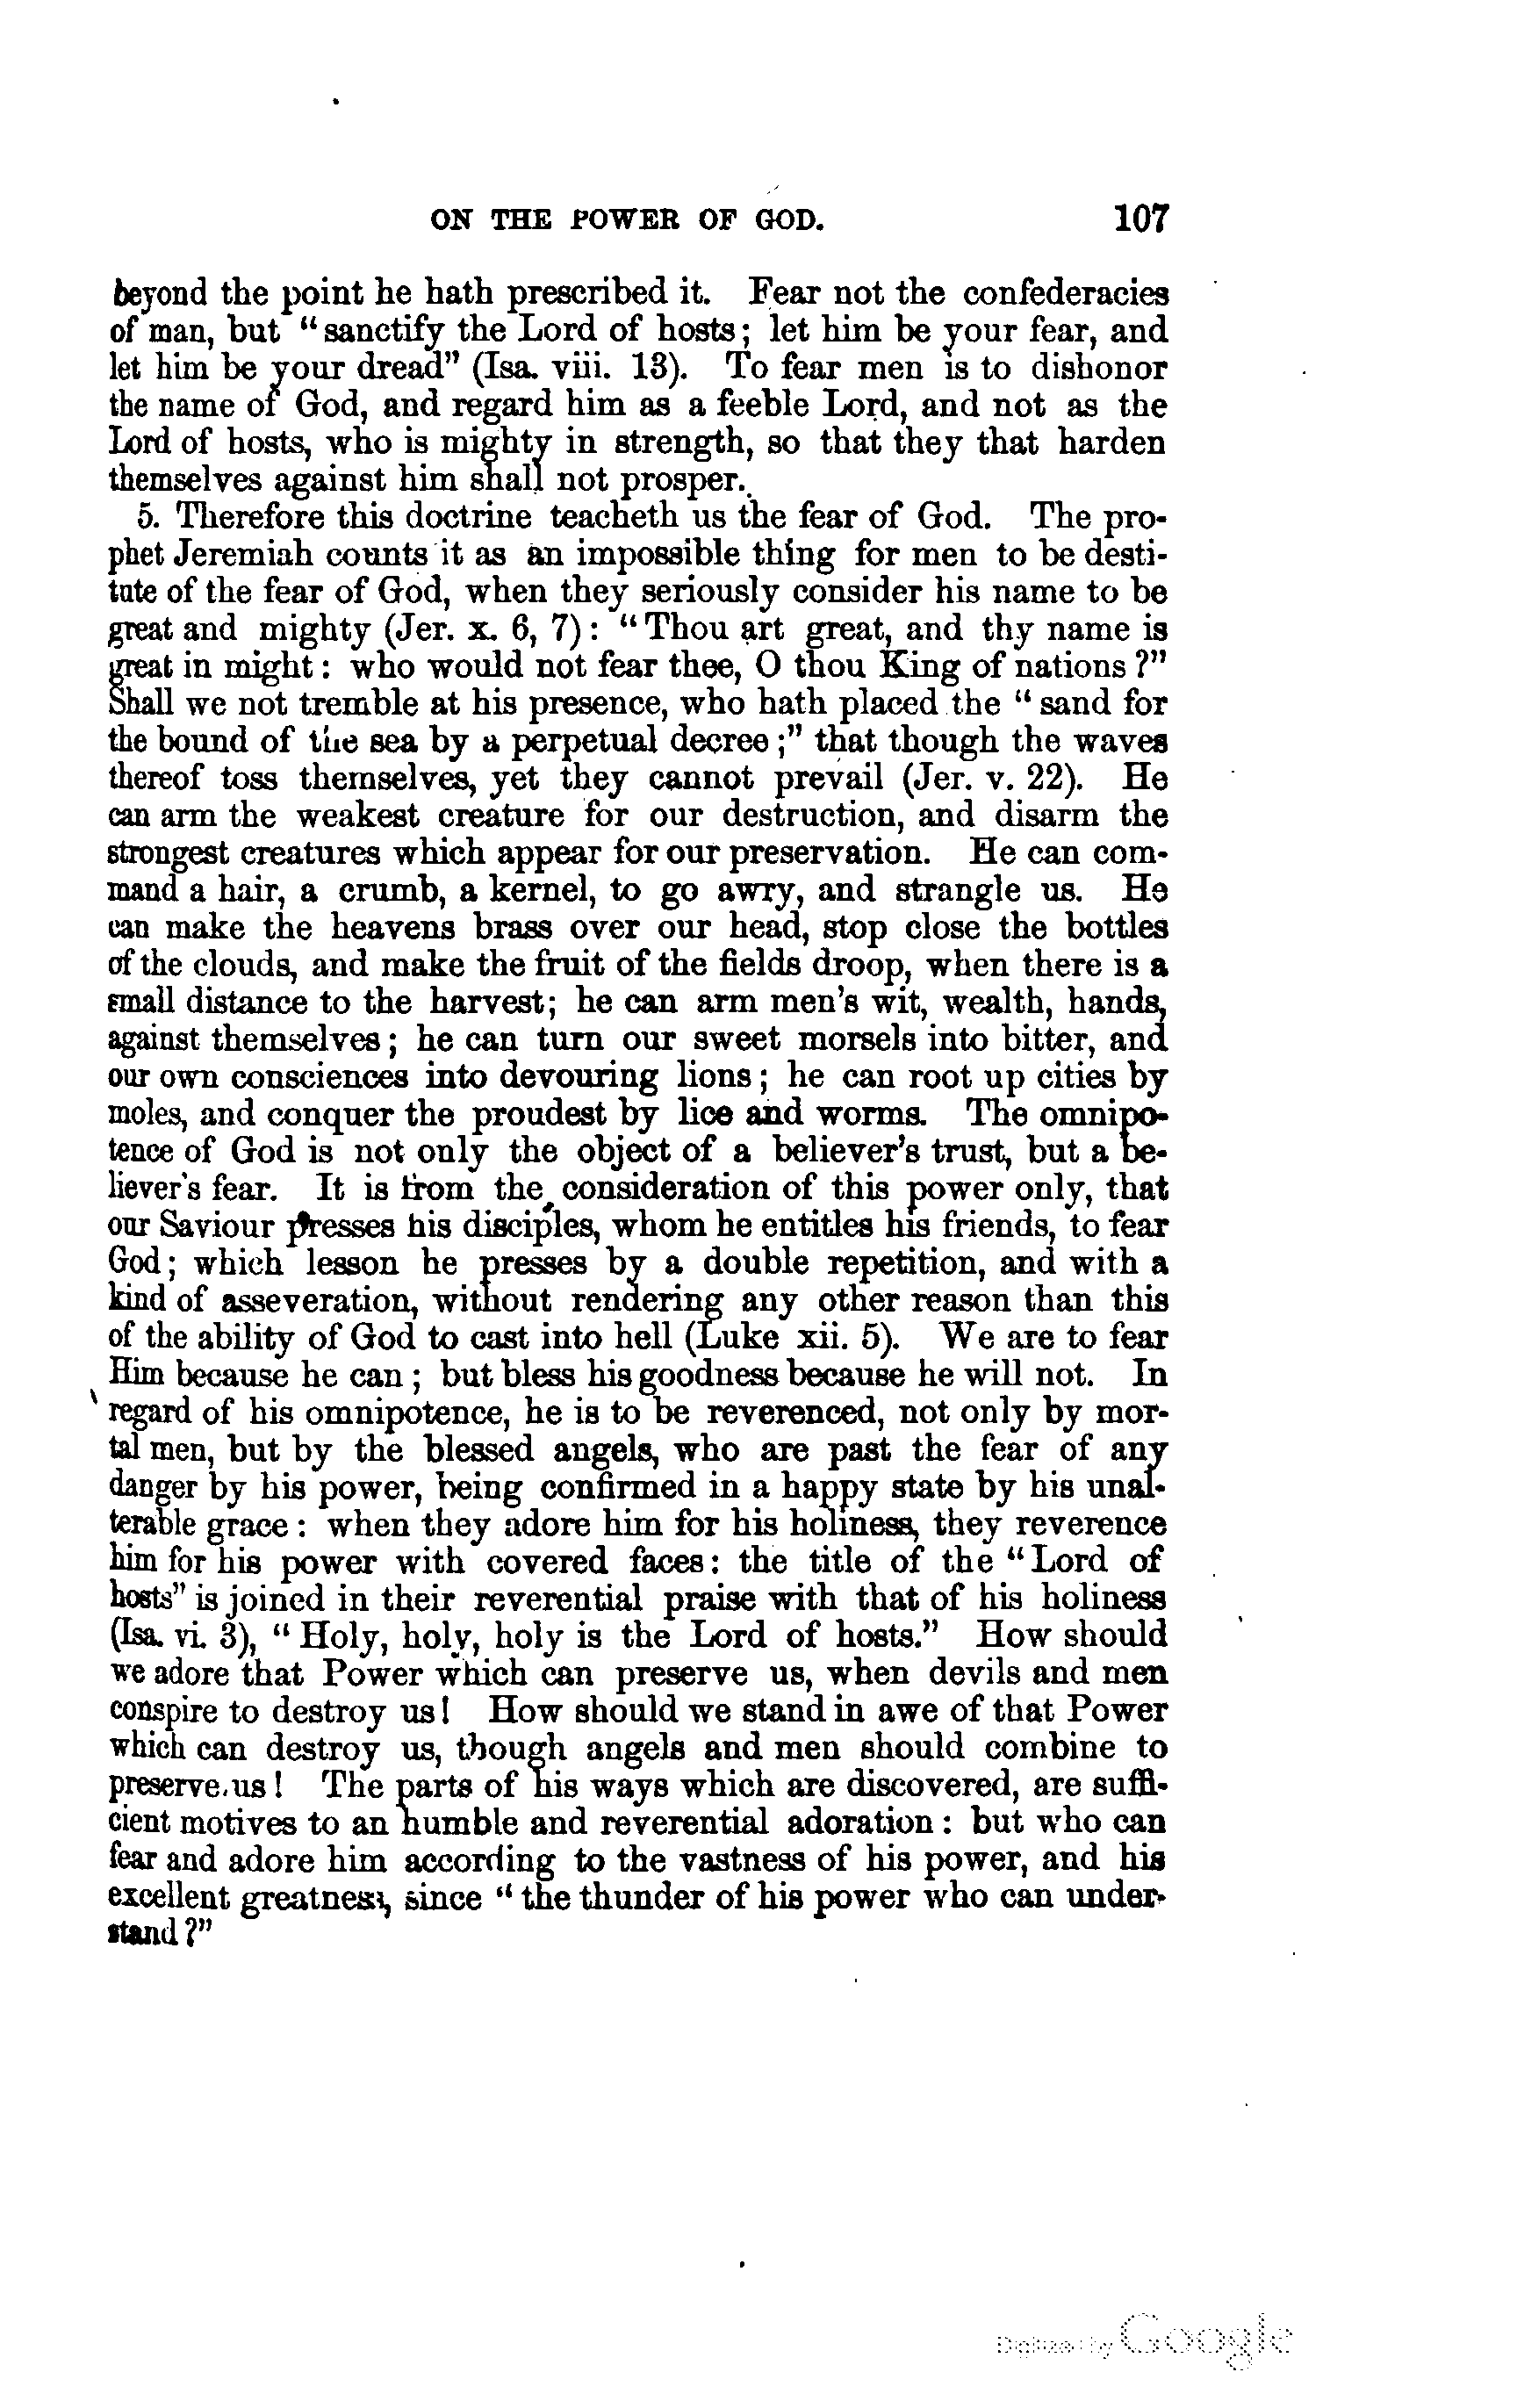 ON THE POWER OF GOD. 107
beyond the point he hath prescribed it. Fear not the confederacies
of man, but “sanctify the Lord of hosts; let him be your fear, and
let him be your dread” (Isa. viii. 13). To fear men is to dishonor
the name of God, and regard him as a feeble Lord, and not as the
Lord of hosts, who is mighty in strength, so that they that harden
themselves against him shall not prosper.
5. Therefore this doctrine teacheth us the fear of God. The pro-
phet Jeremiah counts it as an impossible thing for men to be desti-
tute of the fear of God, when they seriously consider his name to be
great and mighty (Jer. x. 6, 7): “Thou art great, and thy name is
great in might: who would not fear thee, O thou King of nations?”
Shall we not tremble at his presence, who hath placed the “sand for
the bound of the sea by a perpetual decree;” that though the waves
thereof toss themselves, yet they cannot prevail (Jer. v. 22). He
can arm the weakest creature for our destruction, and disarm the
strongest creatures which appear for our preservation. He can com-
mand a hair, a crumb, a kernel, to go awry, and strangle us. He
can make the heavens brass over our head, stop close the bottles
of the clouds, and make the fruit of the fields droop, when there is a
small distance to the harvest; he can arm men's wit, wealth, hands,
against themselves; he can turn our sweet morsels into bitter, and
our own consciences into devouring lions; he can root up cities by
moles, and conquer the proudest by lice and worms. The omnipo-
tence of God is not only the object of a believer's trust, but a be-
liever's fear. It is from the consideration of this power only, that
our Saviour presses his disciples, whom he entitles his friends, to fear
God; which lesson he presses by a double repetition, and with a
kind of asseveration, without rendering any other reason than this
of the ability of God to cast into hell (Luke xii. 5). We are to fear
Him because he can; but bless his goodness because he will not. In
regard of his omnipotence, he is to be reverenced, not only by mor-
tal men, but by the blessed angels, who are past the fear of any
danger by his power, being confirmed in a happy state by his unal-
terable grace: when they adore him for his holiness, they reverence
him for his power with covered faces: the title of the “Lord of
hosts” is joined in their reverential praise with that of his holiness
(Isa. vi. 3), “Holy, holy, holy is the Lord of hosts.” How should
we adore that Power which can preserve us, when devils and men
conspire to destroy us! How should we stand in awe of that Power
which can destroy us, though angels and men should combine to
preserve us! The parts of his ways which are discovered, are suffi-
cient motives to an humble and reverential adoration: but who can
fear and adore him according to the vastness of his power, and his
excellent greatness, since “the thunder of his power who can under-
stand?”
Digitized by Google